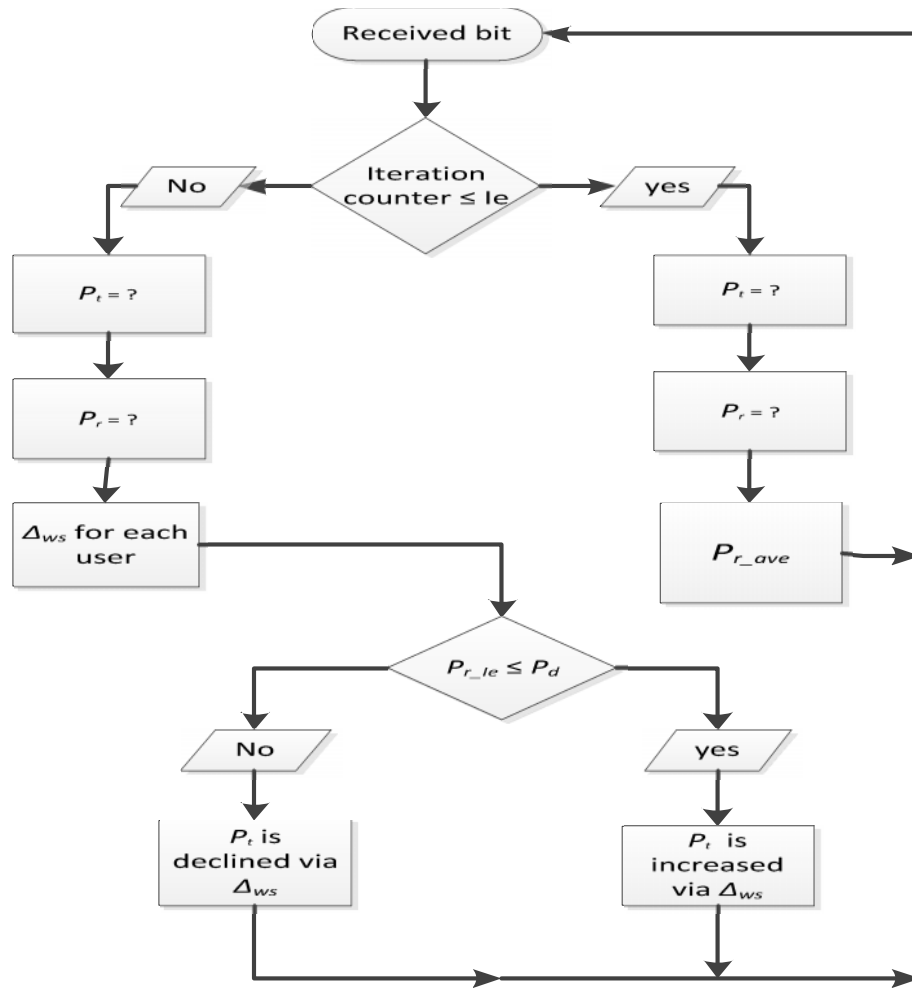 Received bit
Iteration
counter ≤ Ie
No
yes
Pt = ?
Pt = ?
Pr = ?
Pr = ?
Δws for each
user
Pr_ave
Pr_Ie ≤ Pd
No
yes
Pt is
declined via
Δws
Pt is
increased
via Δws